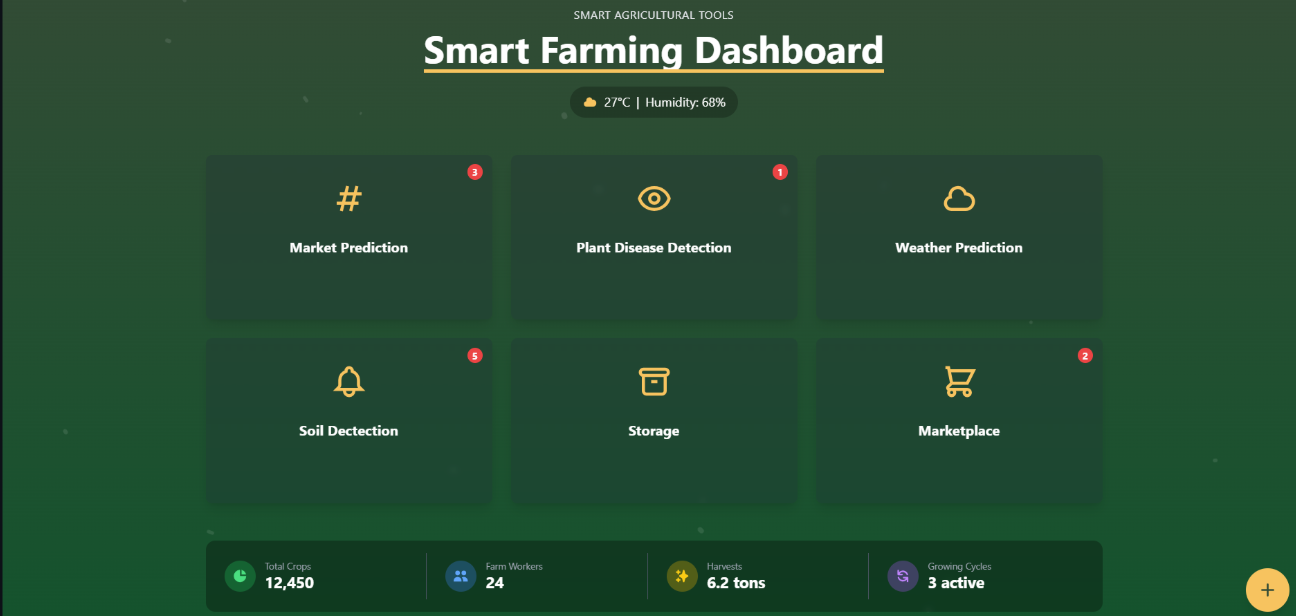 SMART AGRICULTURAL TOOLS
Smart Farming Dashboard
27°C | Humidity: 68%
3
Market Prediction
1
Plant Disease Detection
Weather Prediction
5
Soil Dectection
Storage
2
Marketplace
Total Crops
12,450
Farm Workers
24
Harvests
6.2 tons
Growing Cycles
3 active